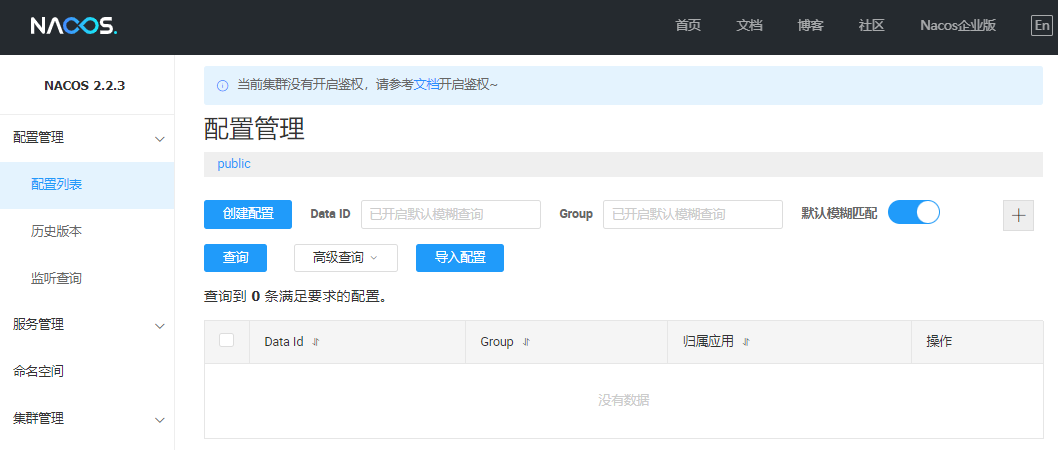 NACOS. 首页 文档 博客 社区 Nacos企业版 En
NACOS 2.2.3
配置管理
配置列表
历史版本
监听查询
服务管理
命名空间
集群管理
当前集群没有开启鉴权，请参考文档开启鉴权~
配置管理
public
创建配置 Data ID 已开启默认模糊查询 Group 已开启默认模糊查询 默认模糊匹配
查询 高级查询 导入配置
查询到 0 条满足要求的配置。
Data Id Group 归属应用 操作
没有数据